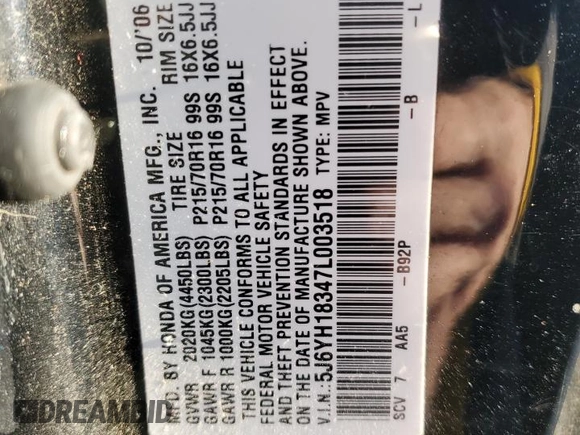 MFD. BY HONDA OF AMERICA MFG., INC. 10/'06
TIRE SIZE RIM SIZE
GVWR 2020KG(4450LBS) P215/70R16 99S 16X6.5JJ
GAWR F 1045KG(2300LBS) P215/70R16 99S 16X6.5JJ
GAWR R 1000KG(2205LBS)
THIS VEHICLE CONFORMS TO ALL APPLICABLE
FEDERAL MOTOR VEHICLE SAFETY
AND THEFT PREVENTION STANDARDS IN EFFECT
ON THE DATE OF MANUFACTURE SHOWN ABOVE.
V.I.N.:5J6YH18347L003518 TYPE: MPV
SCV 7 AA5 -B92P -B -L
DREAMBID